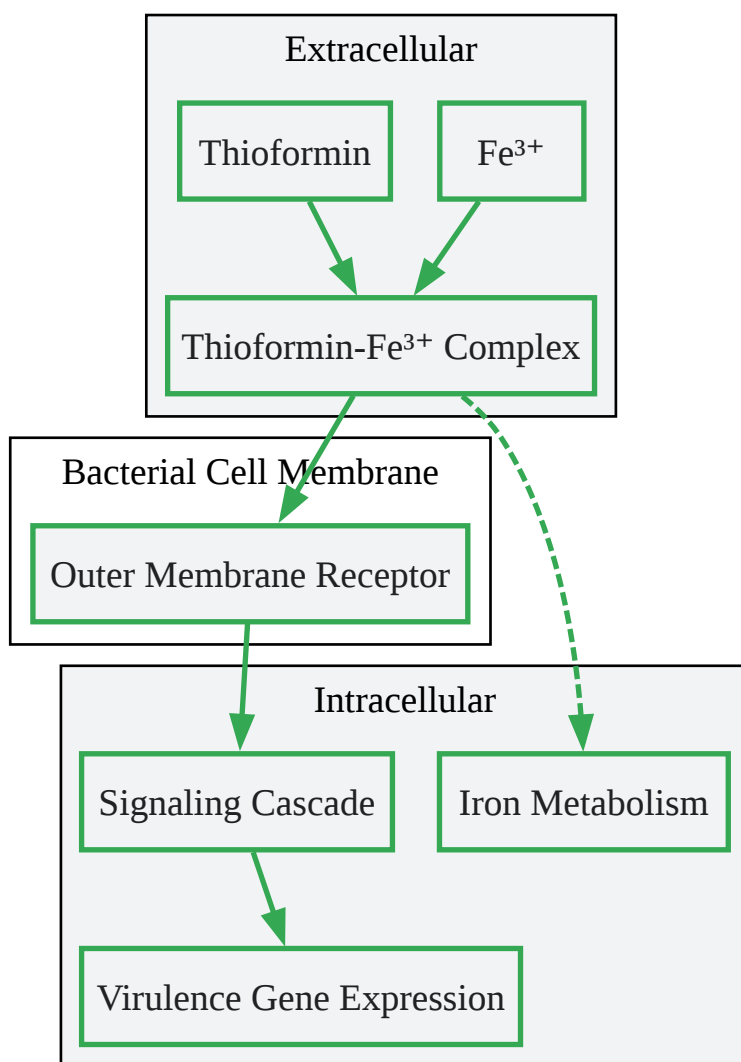 Extracellular
Thioformin
Fe³⁺
Thioformin-Fe³⁺ Complex
Bacterial Cell Membrane
Outer Membrane Receptor
Intracellular
Signaling Cascade
Iron Metabolism
Virulence Gene Expression